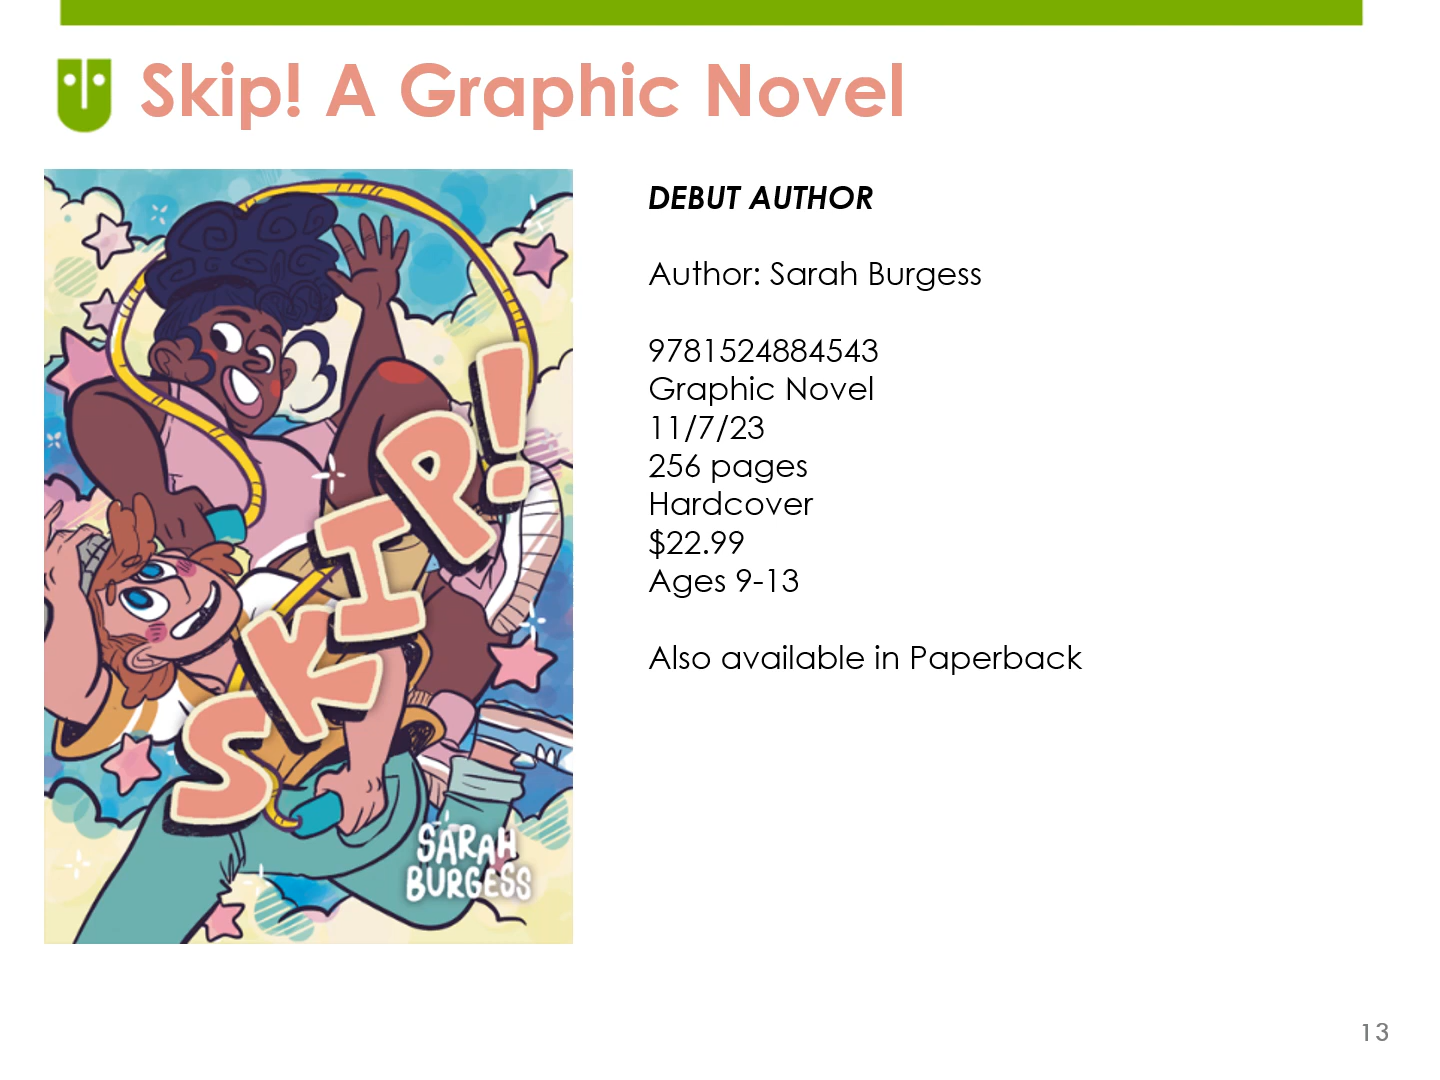 Skip! A Graphic Novel
DEBUT AUTHOR
Author: Sarah Burgess
9781524884543
Graphic Novel
11/7/23
256 pages
Hardcover
$22.99
Ages 9-13
Also available in Paperback
SKIP!
SARAH
BURGESS
13